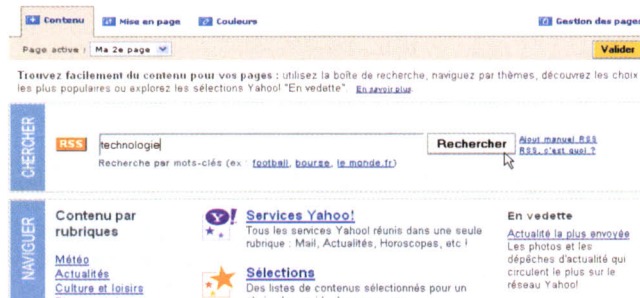 Contenu Mise en page Couleurs Gestion des pages
Page active : Ma 2e page Valider
Trouvez facilement du contenu pour vos pages : utilisez la boîte de recherche, naviguez par thèmes, découvrez les choix
les plus populaires ou explorez les sélections Yahoo! "En vedette". En savoir plus
CHERCHER
RSS technologie Rechercher Ajout manuel RSS
RSS, c'est quoi ?
Recherche par mots-clés (ex : football, bourse, le monde.fr)
NAVIGUER
Contenu par
rubriques
Météo
Actualités
Culture et loisirs
Y! Services Yahoo!
Tous les services Yahoo! réunis dans une seule
rubrique : Mail, Actualités, Horoscopes, etc !
Sélections
Des listes de contenus sélectionnés pour un
En vedette
Actualité la plus envoyée
Les photos et les
dépêches d'actualité qui
circulent le plus sur le
réseau Yahoo!